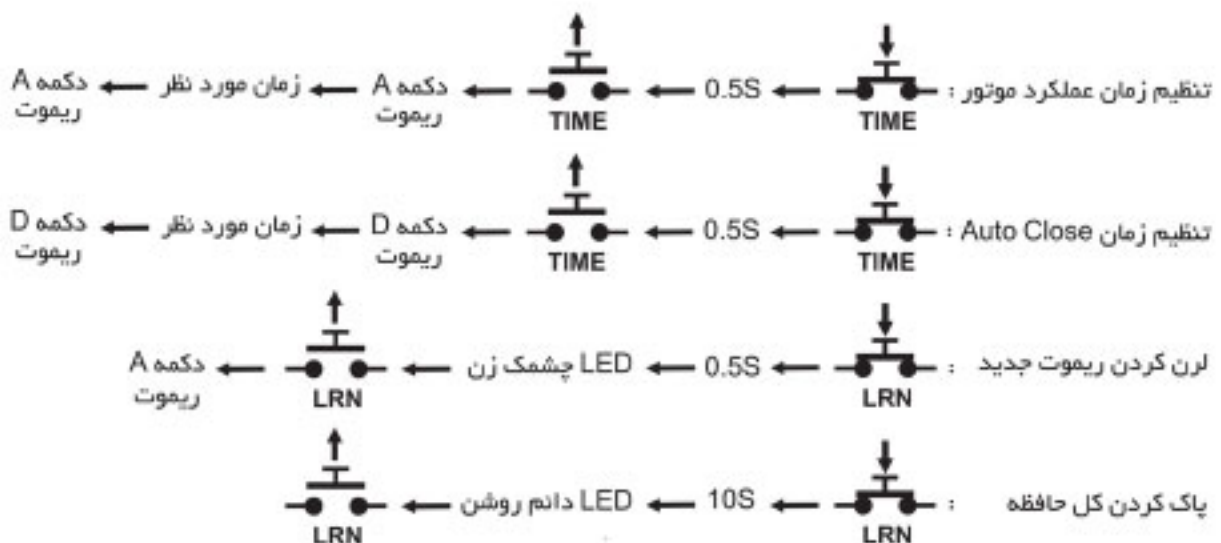 تنظیم زمان عملکرد موتور : 0.5S دکمه A زمان مورد نظر دکمه A
ریموت ریموت
TIME TIME
تنظیم زمان Auto Close : 0.5S دکمه D زمان مورد نظر دکمه D
ریموت ریموت
TIME TIME
لرن کردن ریموت جدید : 0.5S LED چشمک زن دکمه A
ریموت
LRN LRN
پاک کردن کل حافظه : 10S LED دائم روشن
LRN LRN